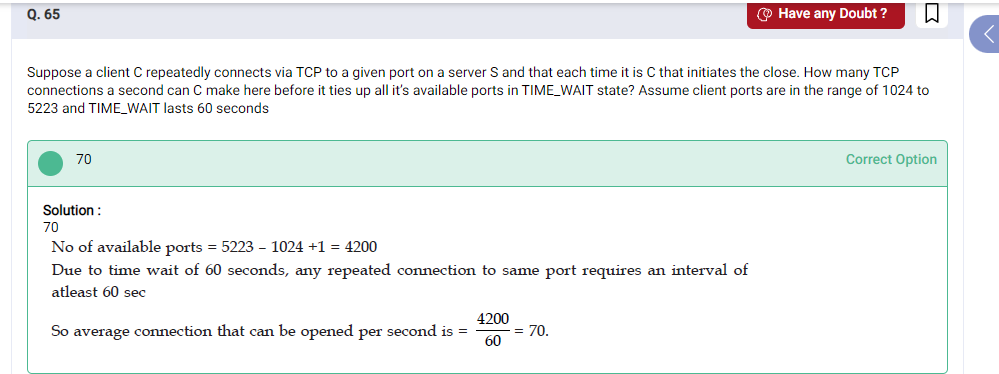 Q. 65
Have any Doubt ?
Suppose a client C repeatedly connects via TCP to a given port on a server S and that each time it is C that initiates the close. How many TCP
connections a second can C make here before it ties up all it's available ports in TIME_WAIT state? Assume client ports are in the range of 1024 to
5223 and TIME_WAIT lasts 60 seconds
70
Correct Option
Solution :
70
No of available ports = 5223 – 1024 +1 = 4200
Due to time wait of 60 seconds, any repeated connection to same port requires an interval of
atleast 60 sec
So average connection that can be opened per second is = 4200/60 = 70.